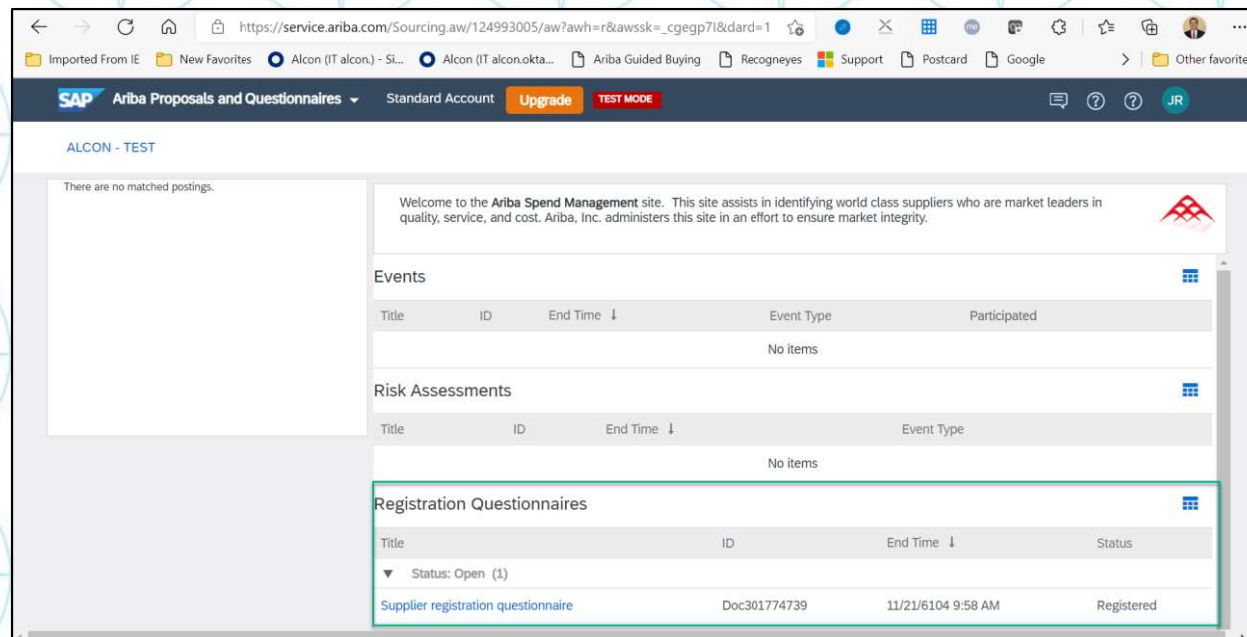 https://service.ariba.com/Sourcing.aw/124993005/aw?awh=r&awssk=_cgegp7I&dard=1
Imported From IE New Favorites Alcon (IT alcon.) - Si... Alcon (IT alcon.okta... Ariba Guided Buying Recogneyes Support Postcard Google Other favorite
SAP Ariba Proposals and Questionnaires Standard Account Upgrade TEST MODE JR
ALCON - TEST
There are no matched postings.
Welcome to the Ariba Spend Management site. This site assists in identifying world class suppliers who are market leaders in
quality, service, and cost. Ariba, Inc. administers this site in an effort to ensure market integrity.
Events
Title ID End Time ↓ Event Type Participated
No items
Risk Assessments
Title ID End Time ↓ Event Type
No items
Registration Questionnaires
Title ID End Time ↓ Status
▼ Status: Open (1)
Supplier registration questionnaire Doc301774739 11/21/6104 9:58 AM Registered